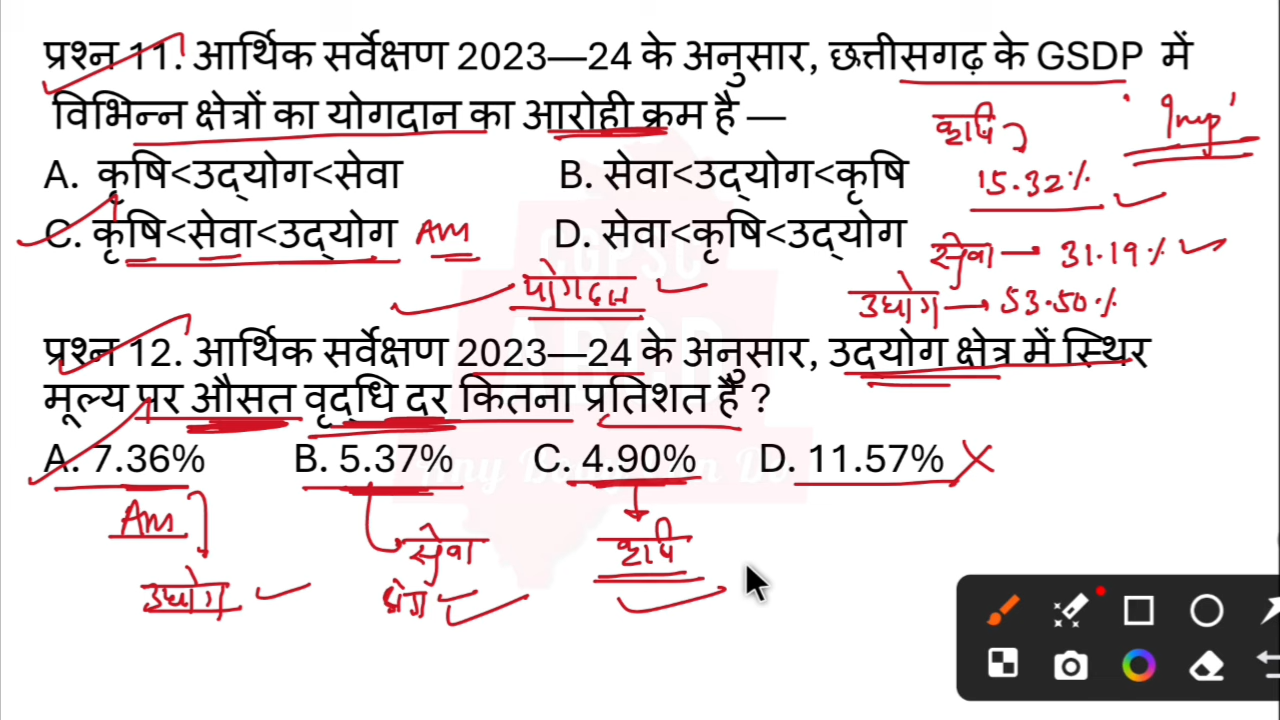 प्रश्न 11. आर्थिक सर्वेक्षण 2023—24 के अनुसार, छत्तीसगढ़ के GSDP में
विभिन्न क्षेत्रों का योगदान का आरोही क्रम है —
कृषि
15.32%
Imp
A. कृषि<उद्योग<सेवा B. सेवा<उद्योग<कृषि
C. कृषि<सेवा<उद्योग Ans D. सेवा<कृषि<उद्योग
सेवा → 31.19%
योगदान
उद्योग → 53.50%
प्रश्न 12. आर्थिक सर्वेक्षण 2023—24 के अनुसार, उदयोग क्षेत्र में स्थिर
मूल्य पर औसत वृद्धि दर कितना प्रतिशत है ?
A. 7.36% B. 5.37% C. 4.90% D. 11.57%
Ans
उद्योग
सेवा
क्षेत्र
कृषि
CGPSC